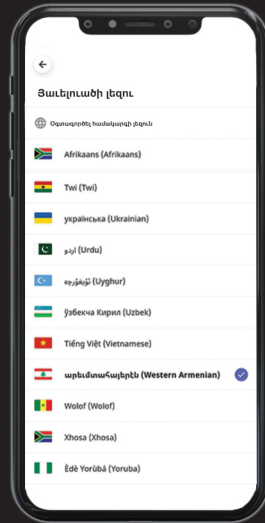 Յաւելուածի լեզու
Օգտագործել համակարգի լեզուն
Afrikaans (Afrikaans)
Twi (Twi)
українська (Ukrainian)
اردو (Urdu)
ئۇيغۇرچە (Uyghur)
ўзбекча Кирил (Uzbek)
Tiếng Việt (Vietnamese)
արեւմտահայերէն (Western Armenian)
Wolof (Wolof)
Xhosa (Xhosa)
Èdè Yorùbá (Yoruba)